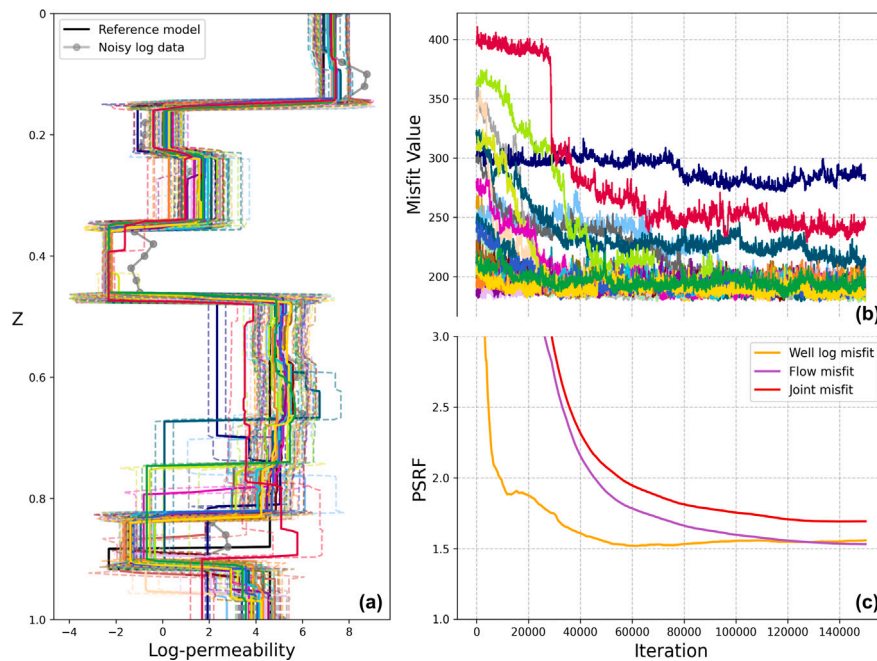 Reference model
Noisy log data
0
0.2
0.4
0.6
0.8
1.0
Z
−4
−2
0
2
4
6
8
Log-permeability
(a)
400
350
300
250
200
Misfit Value
(b)
3.0
2.5
2.0
1.5
1.0
PSRF
Well log misfit
Flow misfit
Joint misfit
(c)
0
20000
40000
60000
80000
100000
120000
140000
Iteration